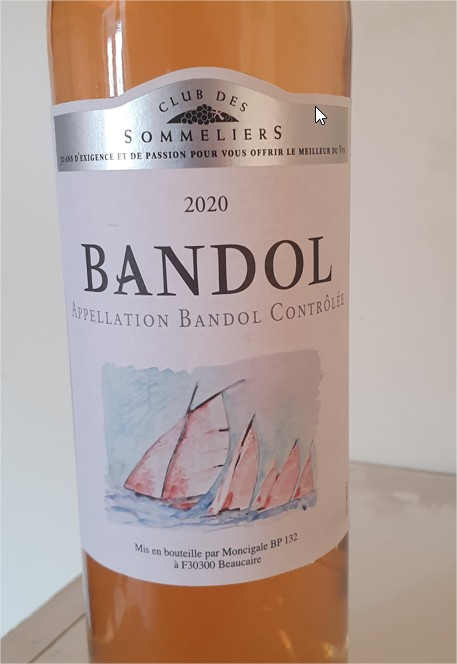 CLUB DES
SOMMELIERS
ANS D'EXIGENCE ET DE PASSION POUR VOUS OFFRIR LE MEILLEUR DU VIN
2020
BANDOL
APPELLATION BANDOL CONTRÔLÉE
Mis en bouteille par Moncigale BP 132
à F30300 Beaucaire